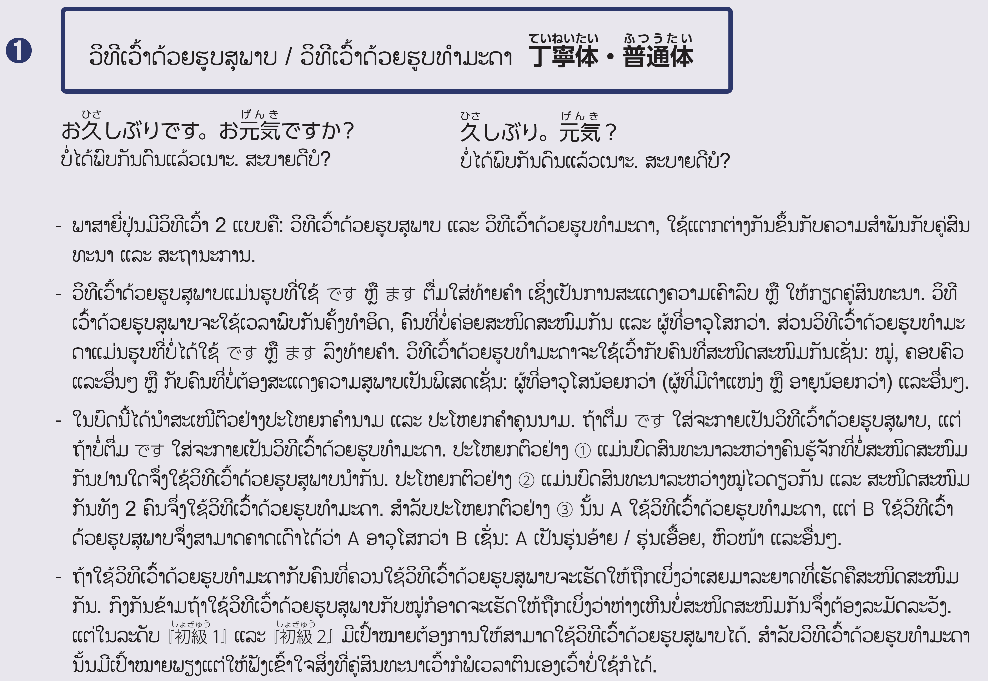 ❶ ວິທີເວົ້າດ້ວຍຮູບສຸພາບ / ວິທີເວົ້າດ້ວຍຮູບທຳມະດາ 丁寧体・普通体
ていねいたい ふつうたい
ひさ げんき ひさ げんき
お久しぶりです。お元気ですか? 久しぶり。元気?
ບໍ່ໄດ້ພົບກັນດົນແລ້ວເນາະ. ສະບາຍດີບໍ? ບໍ່ໄດ້ພົບກັນດົນແລ້ວເນາະ. ສະບາຍດີບໍ?
- ພາສາຍີ່ປຸ່ນມີວິທີເວົ້າ 2 ແບບຄື: ວິທີເວົ້າດ້ວຍຮູບສຸພາບ ແລະ ວິທີເວົ້າດ້ວຍຮູບທຳມະດາ, ໃຊ້ແຕກຕ່າງກັນຂຶ້ນກັບຄວາມສຳພັນກັບຄູ່ສົນ
ທະນາ ແລະ ສະຖານະການ.
- ວິທີເວົ້າດ້ວຍຮູບສຸພາບແມ່ນຮູບທີ່ໃຊ້ です ຫຼື ます ຕື່ມໃສ່ທ້າຍຄຳ ເຊິ່ງເປັນການສະແດງຄວາມເຄົາລົບ ຫຼື ໃຫ້ກຽດຄູ່ສົນທະນາ. ວິທີ
ເວົ້າດ້ວຍຮູບສຸພາບຈະໃຊ້ເວລາພົບກັນຄັ້ງທຳອິດ, ຄົນທີ່ບໍ່ຄ່ອຍສະໜິດສະໜົມກັນ ແລະ ຜູ້ທີ່ອາວຸໂສກວ່າ. ສ່ວນວິທີເວົ້າດ້ວຍຮູບທຳມະ
ດາແມ່ນຮູບທີ່ບໍ່ໄດ້ໃຊ້ です ຫຼື ます ລົງທ້າຍຄຳ. ວິທີເວົ້າດ້ວຍຮູບທຳມະດາຈະໃຊ້ເວົ້າກັບຄົນທີ່ສະໜິດສະໜົມກັນເຊັ່ນ: ໝູ່, ຄອບຄົວ
ແລະອື່ນໆ ຫຼື ກັບຄົນທີ່ບໍ່ຕ້ອງສະແດງຄວາມສຸພາບເປັນພິເສດເຊັ່ນ: ຜູ້ທີ່ອາວຸໂສນ້ອຍກວ່າ (ຜູ້ທີ່ມີຕຳແໜ່ງ ຫຼື ອາຍຸນ້ອຍກວ່າ) ແລະອື່ນໆ.
- ໃນບົດນີ້ໄດ້ນຳສະເໜີຕົວຢ່າງປະໂຫຍກຄຳນາມ ແລະ ປະໂຫຍກຄຳຄຸນນາມ. ຖ້າຕື່ມ です ໃສ່ຈະກາຍເປັນວິທີເວົ້າດ້ວຍຮູບສຸພາບ, ແຕ່
ຖ້າບໍ່ຕື່ມ です ໃສ່ຈະກາຍເປັນວິທີເວົ້າດ້ວຍຮູບທຳມະດາ. ປະໂຫຍກຕົວຢ່າງ ① ແມ່ນບົດສົນທະນາລະຫວ່າງຄົນຮູ້ຈັກທີ່ບໍ່ສະໜິດສະໜົມ
ກັນປານໃດຈຶ່ງໃຊ້ວິທີເວົ້າດ້ວຍຮູບສຸພາບນຳກັນ. ປະໂຫຍກຕົວຢ່າງ ② ແມ່ນບົດສົນທະນາລະຫວ່າງໝູ່ໄວດຽວກັນ ແລະ ສະໜິດສະໜົມ
ກັນທັງ 2 ຄົນຈຶ່ງໃຊ້ວິທີເວົ້າດ້ວຍຮູບທຳມະດາ. ສຳລັບປະໂຫຍກຕົວຢ່າງ ③ ນັ້ນ A ໃຊ້ວິທີເວົ້າດ້ວຍຮູບທຳມະດາ, ແຕ່ B ໃຊ້ວິທີເວົ້າ
ດ້ວຍຮູບສຸພາບຈຶ່ງສາມາດຄາດເດົາໄດ້ວ່າ A ອາວຸໂສກວ່າ B ເຊັ່ນ: A ເປັນຮຸ່ນອ້າຍ / ຮຸ່ນເອື້ອຍ, ຫົວໜ້າ ແລະອື່ນໆ.
- ຖ້າໃຊ້ວິທີເວົ້າດ້ວຍຮູບທຳມະດາກັບຄົນທີ່ຄວນໃຊ້ວິທີເວົ້າດ້ວຍຮູບສຸພາບຈະເຮັດໃຫ້ຖືກເບິ່ງວ່າເສຍມາລະຍາດທີ່ເຮັດຄືສະໜິດສະໜົມ
ກັນ. ກົງກັນຂ້າມຖ້າໃຊ້ວິທີເວົ້າດ້ວຍຮູບສຸພາບກັບໝູ່ກໍອາດຈະເຮັດໃຫ້ຖືກເບິ່ງວ່າຫ່າງເຫີນບໍ່ສະໜິດສະໜົມກັນຈຶ່ງຕ້ອງລະມັດລະວັງ.
しょきゅう しょきゅう
ແຕ່ໃນລະດັບ『初級1』 ແລະ 『初級2』 ມີເປົ້າໝາຍຕ້ອງການໃຫ້ສາມາດໃຊ້ວິທີເວົ້າດ້ວຍຮູບສຸພາບໄດ້. ສຳລັບວິທີເວົ້າດ້ວຍຮູບທຳມະດາ
ນັ້ນມີເປົ້າໝາຍພຽງແຕ່ໃຫ້ຟັງເຂົ້າໃຈສິ່ງທີ່ຄູ່ສົນທະນາເວົ້າກໍພໍເວລາຕົນເອງເວົ້າບໍ່ໃຊ້ກໍໄດ້.